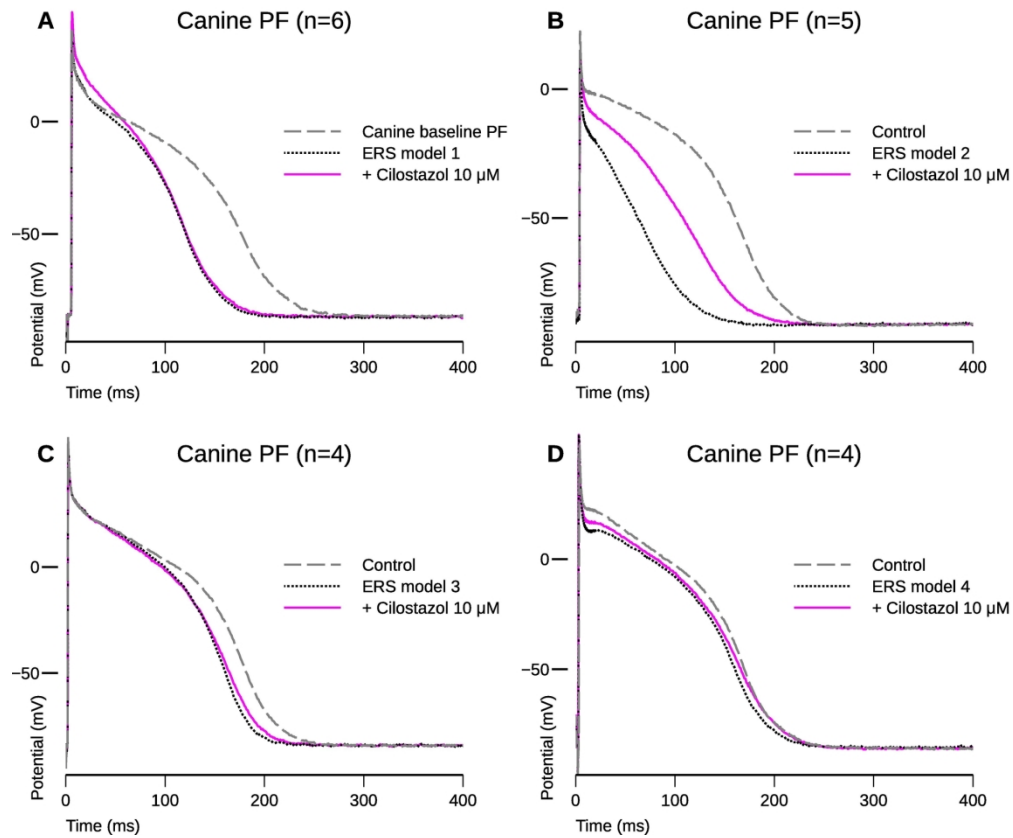 A Canine PF (n=6)
0
−50
Canine baseline PF
ERS model 1
+ Cilostazol 10 μM
Potential (mV)
0 100 200 300 400
Time (ms)
B Canine PF (n=5)
0
−50
Control
ERS model 2
+ Cilostazol 10 μM
Potential (mV)
0 100 200 300 400
Time (ms)
C Canine PF (n=4)
0
−50
Control
ERS model 3
+ Cilostazol 10 μM
Potential (mV)
0 100 200 300 400
Time (ms)
D Canine PF (n=4)
0
−50
Control
ERS model 4
+ Cilostazol 10 μM
Potential (mV)
0 100 200 300 400
Time (ms)